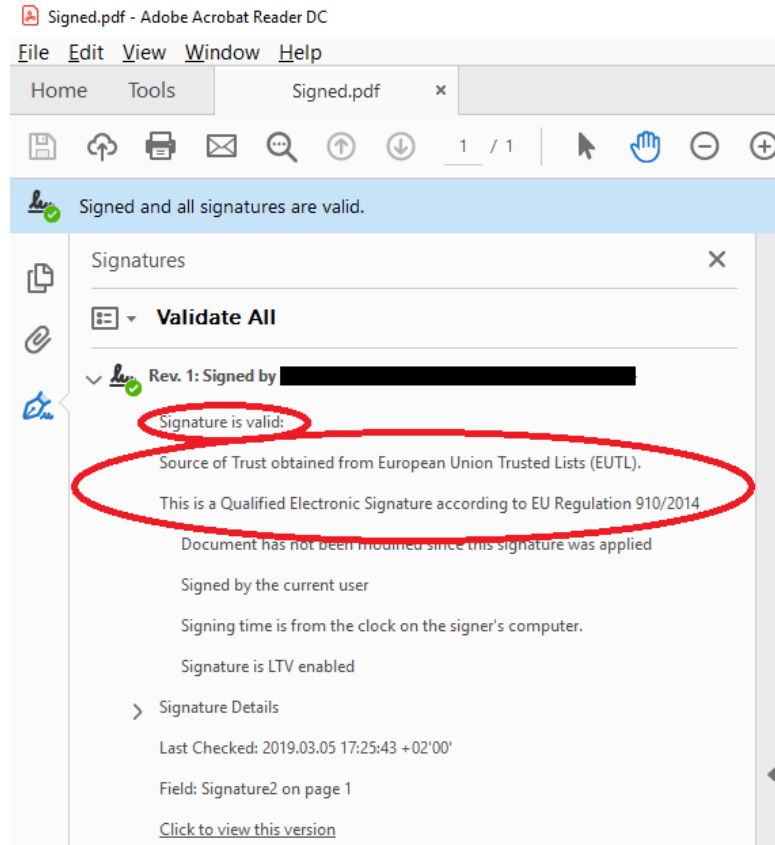 Signed.pdf - Adobe Acrobat Reader DC
File Edit View Window Help
Home Tools Signed.pdf ×
1 / 1
Signed and all signatures are valid.
Signatures
Validate All
Rev. 1: Signed by
Signature is valid:
Source of Trust obtained from European Union Trusted Lists (EUTL).
This is a Qualified Electronic Signature according to EU Regulation 910/2014
Document has not been modified since this signature was applied
Signed by the current user
Signing time is from the clock on the signer's computer.
Signature is LTV enabled
Signature Details
Last Checked: 2019.03.05 17:25:43 +02'00'
Field: Signature2 on page 1
Click to view this version